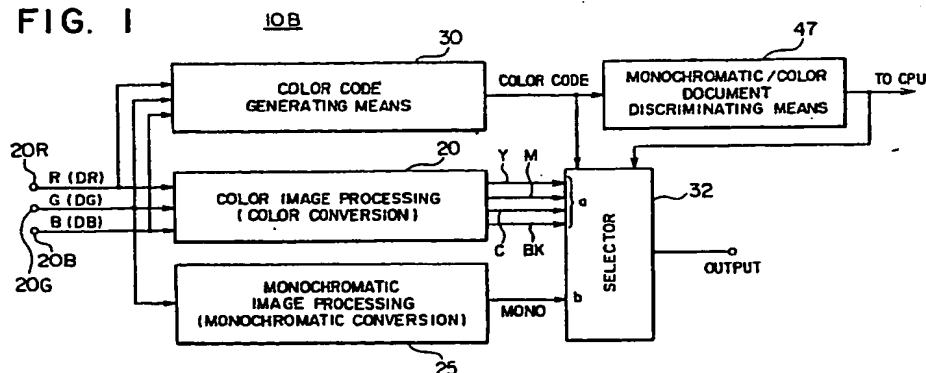 FIG. 1
10B
30
47
COLOR CODE
GENERATING MEANS
COLOR CODE
MONOCHROMATIC/COLOR
DOCUMENT
DISCRIMINATING MEANS
TO CPU
20R
R (DR)
G (DG)
B (DB)
20B
20G
20
COLOR IMAGE PROCESSING
(COLOR CONVERSION)
Y
M
C
BK
a
b
SELECTOR
32
OUTPUT
MONOCHROMATIC
IMAGE PROCESSING
(MONOCHROMATIC CONVERSION)
MONO
25